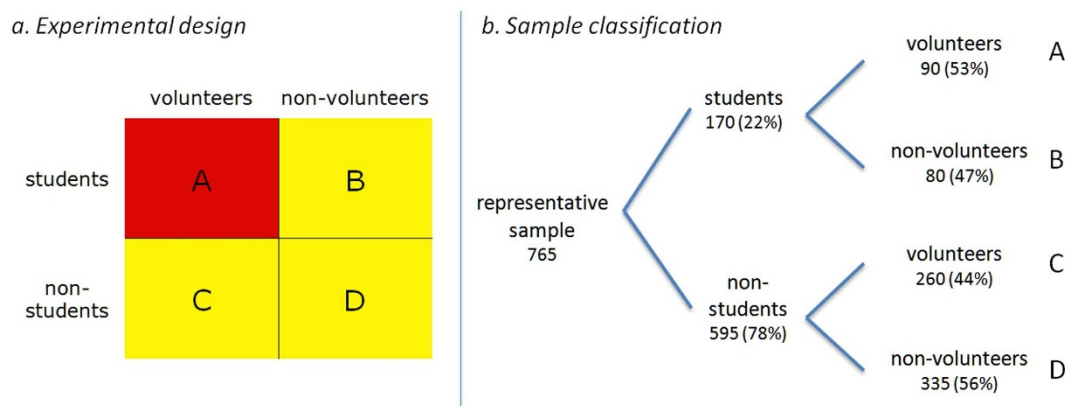 a. Experimental design
volunteers non-volunteers
students
A
B
non-
students
C
D
b. Sample classification
representative
sample
765
students
170 (22%)
non-
students
595 (78%)
volunteers
90 (53%)
A
non-volunteers
80 (47%)
B
volunteers
260 (44%)
C
non-volunteers
335 (56%)
D